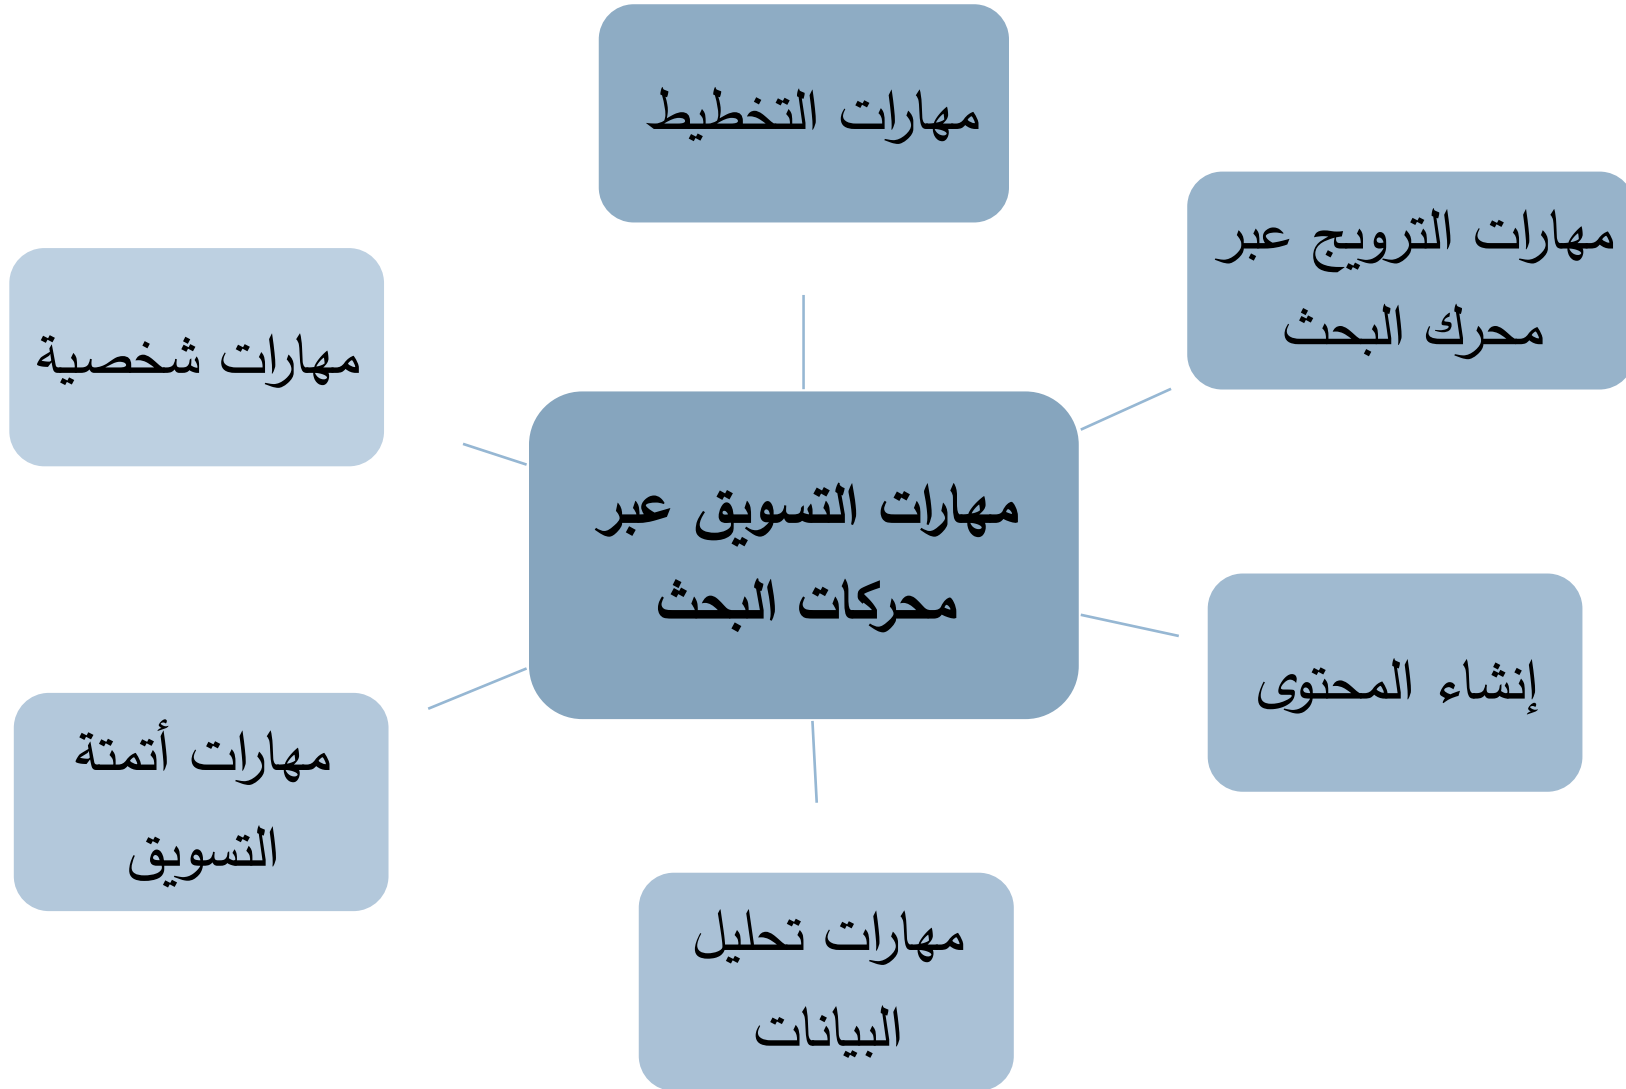 مهارات التخطيط
مهارات الترويج عبر
محرك البحث
مهارات شخصية
مهارات التسويق عبر
محركات البحث
إنشاء المحتوى
مهارات أتمتة
التسويق
مهارات تحليل
البيانات